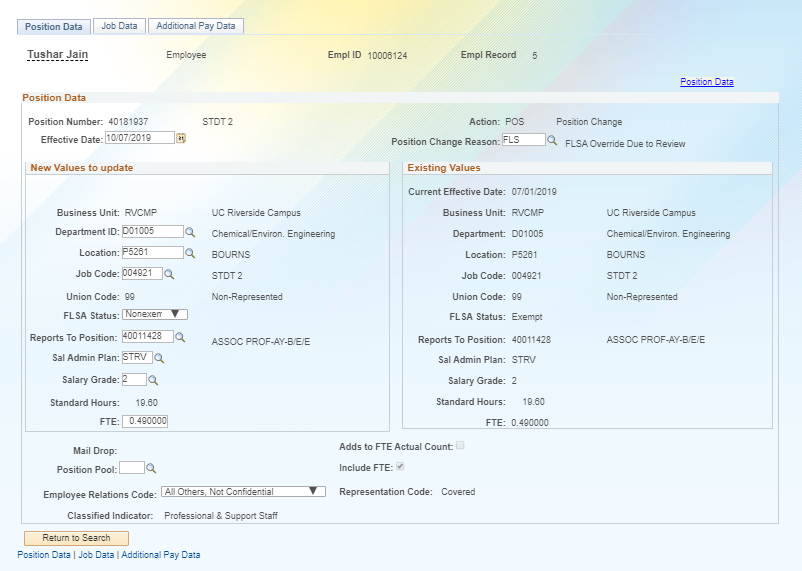 Position Data Job Data Additional Pay Data
Tushar Jain Employee Empl ID 10006124 Empl Record 5
Position Data
Position Data
Position Number: 40181937 STDT 2 Action: POS Position Change
Effective Date: 10/07/2019 31 Position Change Reason: FLS FLSA Override Due to Review
New Values to update Existing Values
Current Effective Date: 07/01/2019
Business Unit: RVCMP UC Riverside Campus Business Unit: RVCMP UC Riverside Campus
Department ID: D01005 Chemical/Environ. Engineering Department: D01005 Chemical/Environ. Engineering
Location: P5261 BOURNS Location: P5261 BOURNS
Job Code: 004921 STDT 2 Job Code: 004921 STDT 2
Union Code: 99 Non-Represented Union Code: 99 Non-Represented
FLSA Status: Nonexem FLSA Status: Exempt
Reports To Position: 40011428 ASSOC PROF-AY-B/E/E Reports To Position: 40011428 ASSOC PROF-AY-B/E/E
Sal Admin Plan: STRV Sal Admin Plan: STRV
Salary Grade: 2 Salary Grade: 2
Standard Hours: 19.60 Standard Hours: 19.60
FTE: 0.490000 FTE: 0.490000
Mail Drop: Adds to FTE Actual Count:
Position Pool: Include FTE:
Employee Relations Code: All Others, Not Confidential Representation Code: Covered
Classified Indicator: Professional & Support Staff
Return to Search
Position Data | Job Data | Additional Pay Data